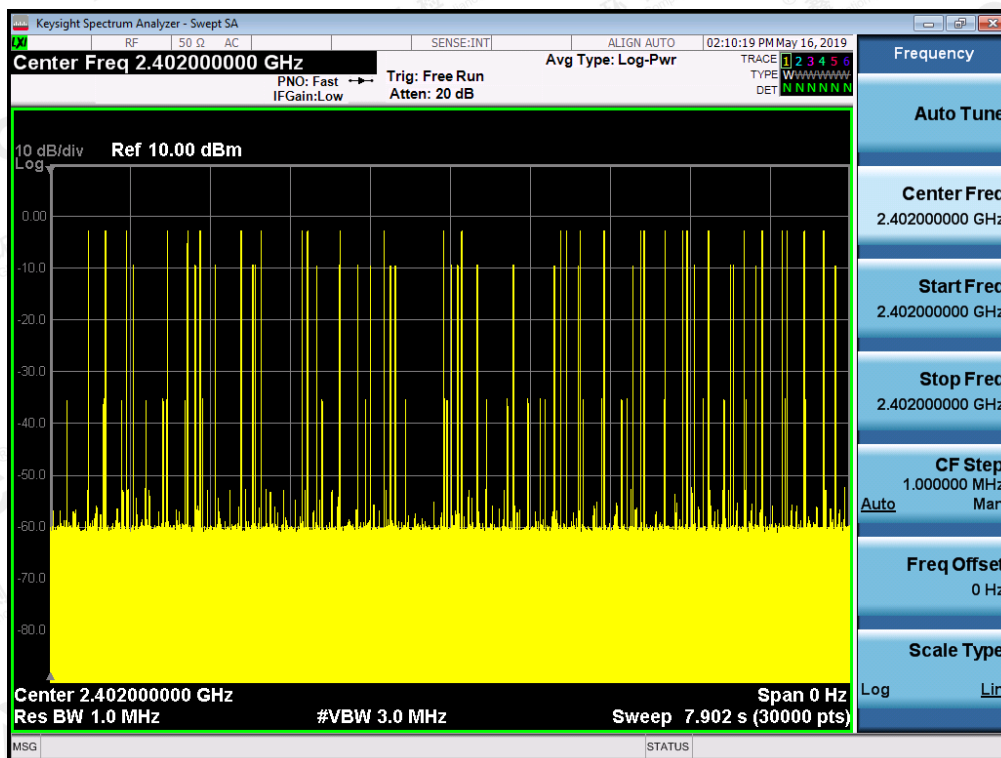 Keysight Spectrum Analyzer - Swept SA
LXI RF 50 Ω AC SENSE:INT ALIGN AUTO 02:10:19 PM May 16, 2019
Center Freq 2.402000000 GHz
PNO: Fast
IFGain:Low
Trig: Free Run
Atten: 20 dB
Avg Type: Log-Pwr
TRACE 1 2 3 4 5 6
TYPE WWWWWW
DET N N N N N N
10 dB/div Ref 10.00 dBm
Log
0.00
-10.0
-20.0
-30.0
-40.0
-50.0
-60.0
-70.0
-80.0
Center 2.402000000 GHz Span 0 Hz
Res BW 1.0 MHz #VBW 3.0 MHz Sweep 7.902 s (30000 pts)
MSG STATUS
Frequency
Auto Tune
Center Freq
2.402000000 GHz
Start Freq
2.402000000 GHz
Stop Freq
2.402000000 GHz
CF Step
1.000000 MHz
Auto Man
Freq Offset
0 Hz
Scale Type
Log Lin